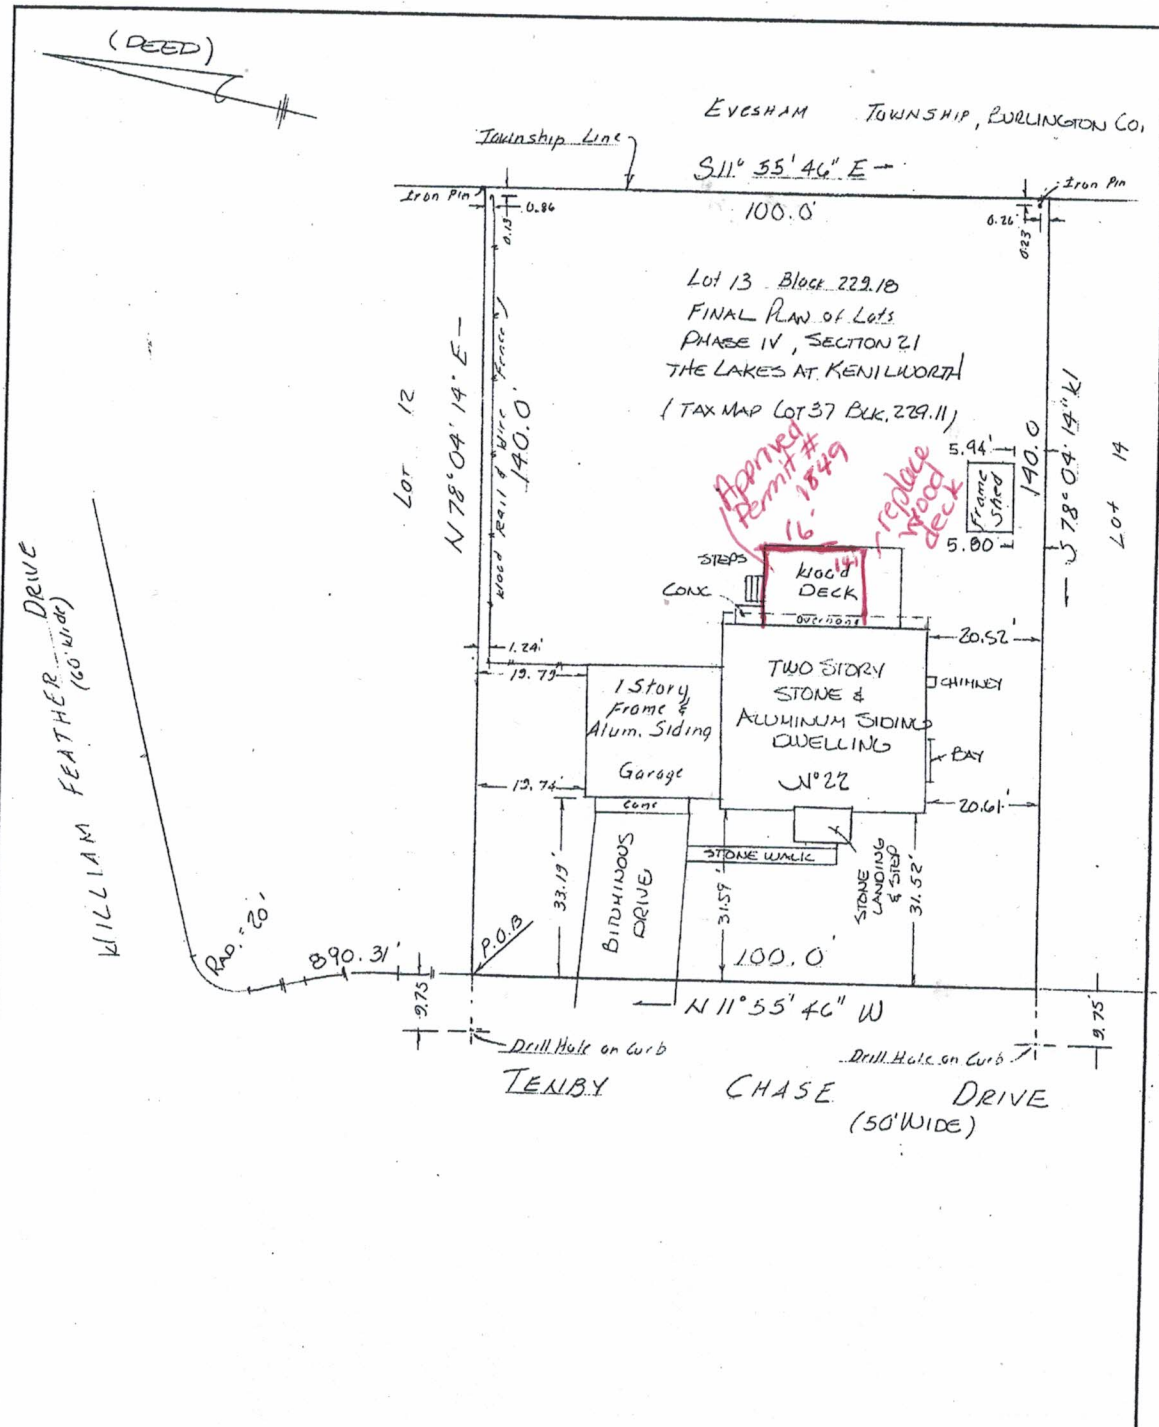 (DEED)
EVESHAM TOWNSHIP, BURLINGTON CO.
Township Line
S 11° 55' 46" E
Iron Pin
Iron Pin
0.86
0.13
100.0'
0.26'
0.23
Lot 13 Block 229.18
FINAL PLAN of Lots
PHASE IV, SECTION 21
THE LAKES AT KENILWORTH
(TAX MAP LOT 37 BLK, 229.11)
LOT 12
N 78° 04' 14" E
Wood Rail & Wire Fence
140.0'
140.0
S 78° 04' 14" W
Lot 14
Approved
Permit #
1849
16'
14'
replace
wood
deck
5.94'
Frame
Shed
5.80'
STEPS
CONC
Wood
DECK
Overhang
20.52'
1.24'
19.79'
1 Story
Frame &
Alum. Siding
Garage
TWO STORY
STONE &
ALUMINUM SIDING
DWELLING
N° 22
CHIMNEY
BAY
19.74'
Conc
20.61'
33.19'
BITUMINOUS
DRIVE
STONE WALK
31.59'
STONE
LANDING
& STEP
31.52'
WILLIAM FEATHER DRIVE
(60' Wide)
RAD. = 20'
890.31'
P.O.B
100.0'
N 11° 55' 46" W
9.75'
9.75'
Drill Hole on Curb
Drill Hole on Curb
TENBY CHASE DRIVE
(50' WIDE)